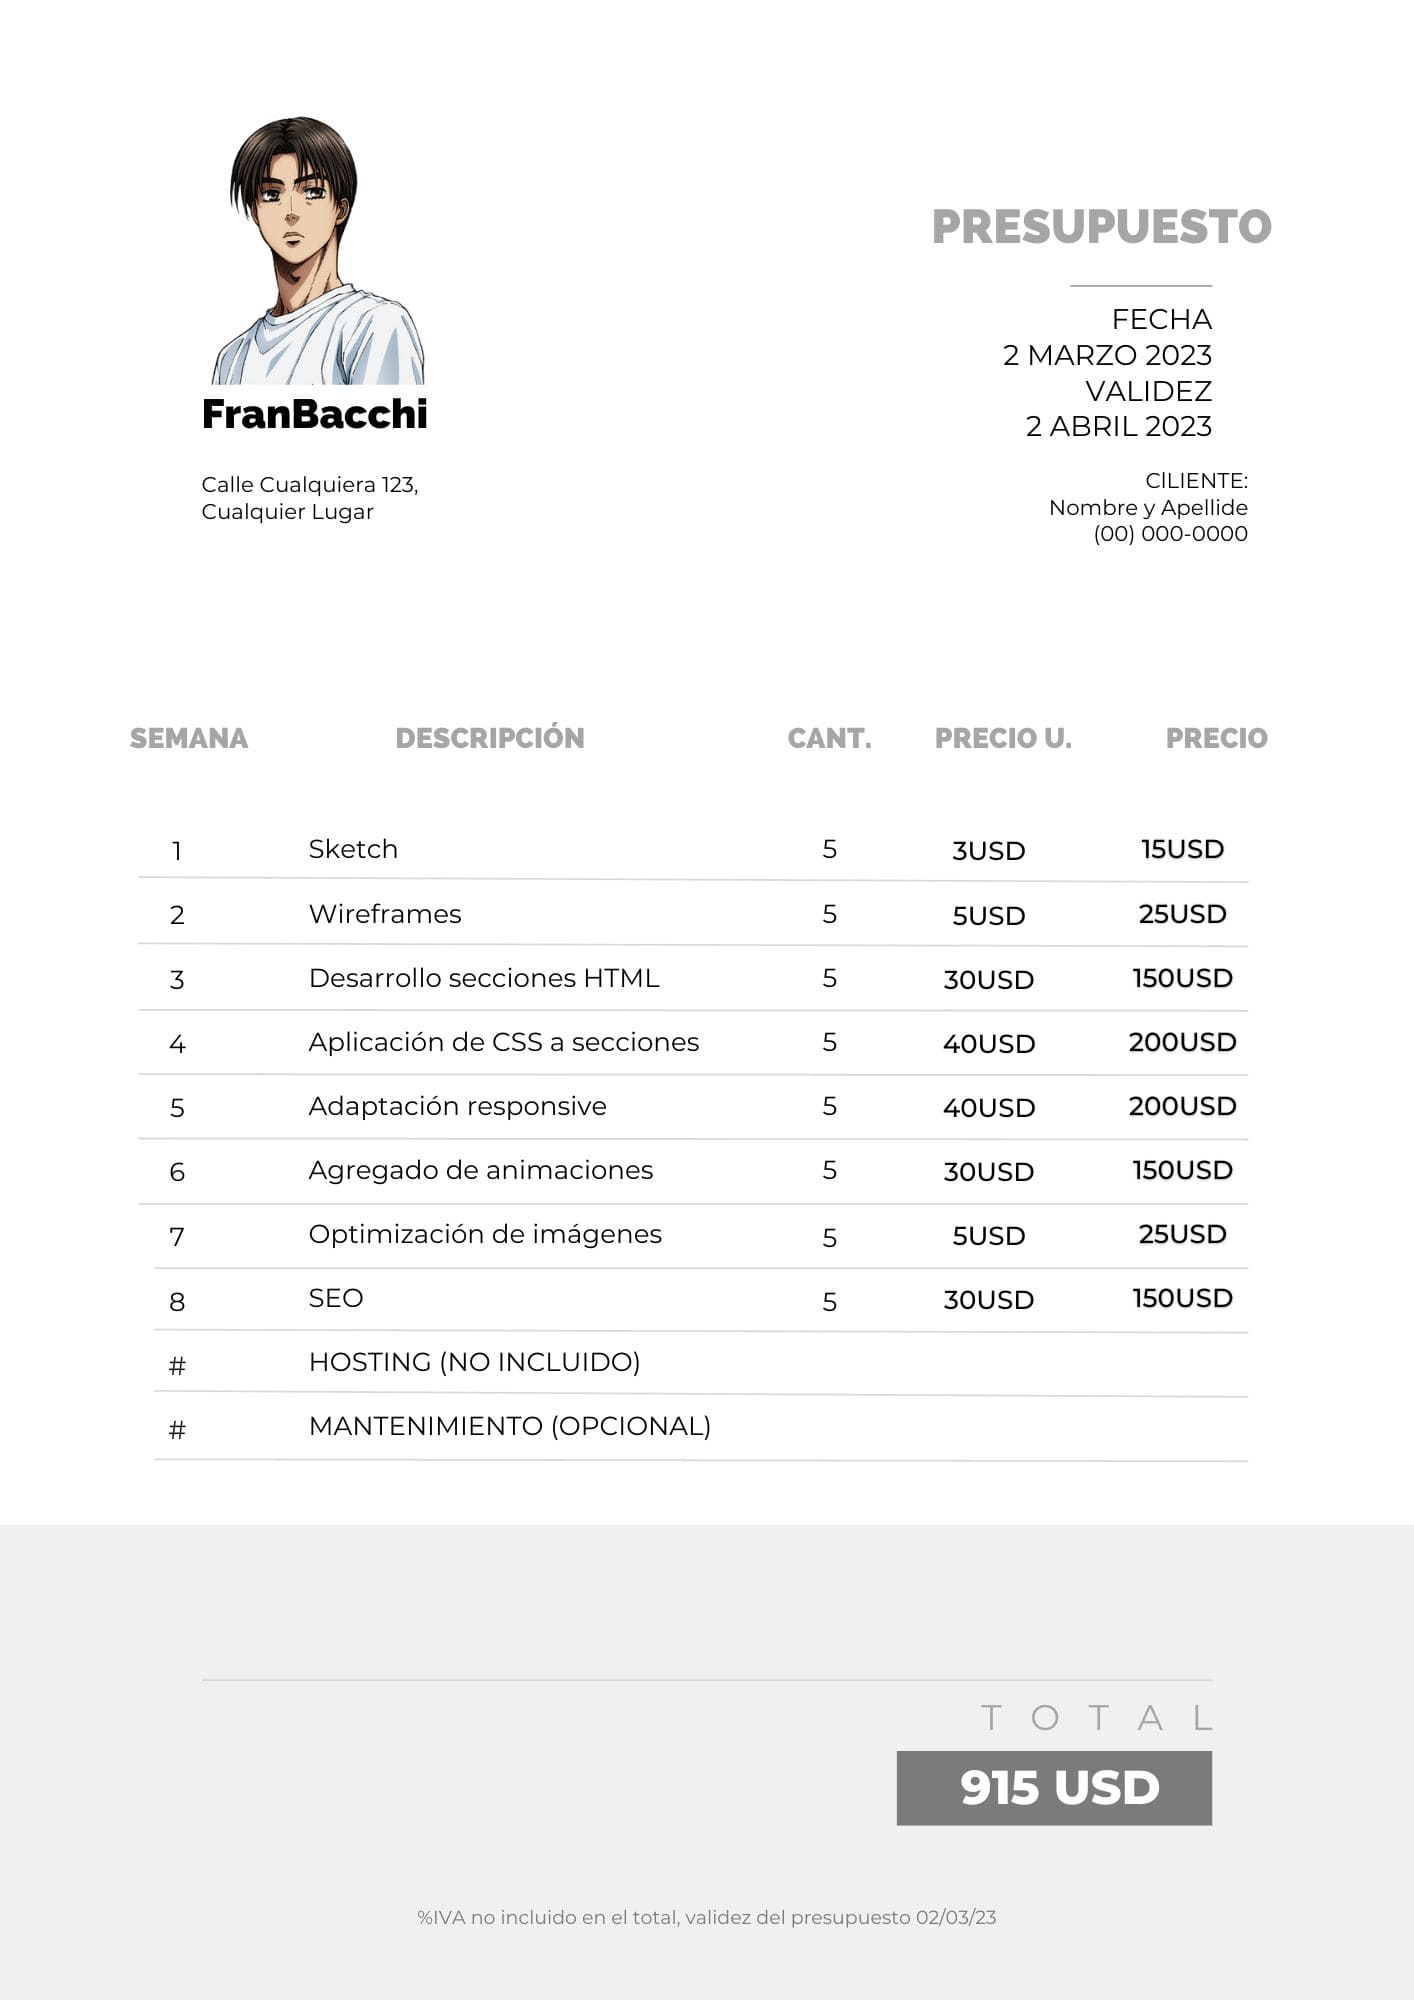 FranBacchi
Calle Cualquiera 123,
Cualquier Lugar
PRESUPUESTO
FECHA
2 MARZO 2023
VALIDEZ
2 ABRIL 2023
ClLIENTE:
Nombre y Apellide
(00) 000-0000
SEMANA DESCRIPCIÓN CANT. PRECIO U. PRECIO
1 Sketch 5 3USD 15USD
2 Wireframes 5 5USD 25USD
3 Desarrollo secciones HTML 5 30USD 150USD
4 Aplicación de CSS a secciones 5 40USD 200USD
5 Adaptación responsive 5 40USD 200USD
6 Agregado de animaciones 5 30USD 150USD
7 Optimización de imágenes 5 5USD 25USD
8 SEO 5 30USD 150USD
# HOSTING (NO INCLUIDO)
# MANTENIMIENTO (OPCIONAL)
TOTAL
915 USD
%IVA no incluido en el total, validez del presupuesto 02/03/23